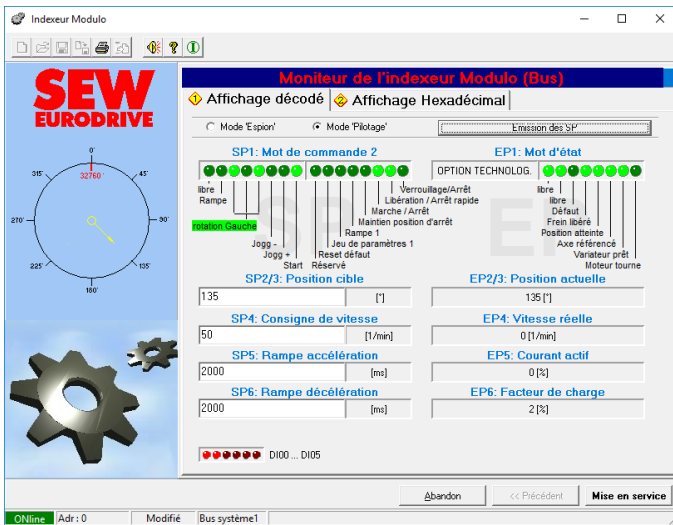 Indexeur Modulo
SEW
EURODRIVE
0'
32760 '
45'
90'
135'
180'
225'
270'
315'
Moniteur de l'indexeur Modulo (Bus)
1 Affichage décodé
2 Affichage Hexadécimal
Mode 'Espion'
Mode 'Pilotage'
Emission des SP
SP1: Mot de commande 2
EP1: Mot d'état
OPTION TECHNOLOG.
SP
EP
libre
Rampe
rotation Gauche
Jogg -
Jogg +
Start
Verrouillage/Arrêt
Libération / Arrêt rapide
Marche / Arrêt
Maintien position d'arrêt
Rampe 1
Jeu de paramètres 1
Reset défaut
Réservé
libre
libre
Défaut
Frein libéré
Position atteinte
Axe référencé
Variateur prêt
Moteur tourne
SP2/3: Position cible
EP2/3: Position actuelle
135
[°]
135 [°]
SP4: Consigne de vitesse
EP4: Vitesse réelle
50
[1/min]
0 [1/min]
SP5: Rampe accélération
EP5: Courant actif
2000
[ms]
0 [%]
SP6: Rampe décélération
EP6: Facteur de charge
2000
[ms]
2 [%]
DI00 ... DI05
Abandon
<< Précédent
Mise en service
ONline
Adr : 0
Modifié
Bus système1